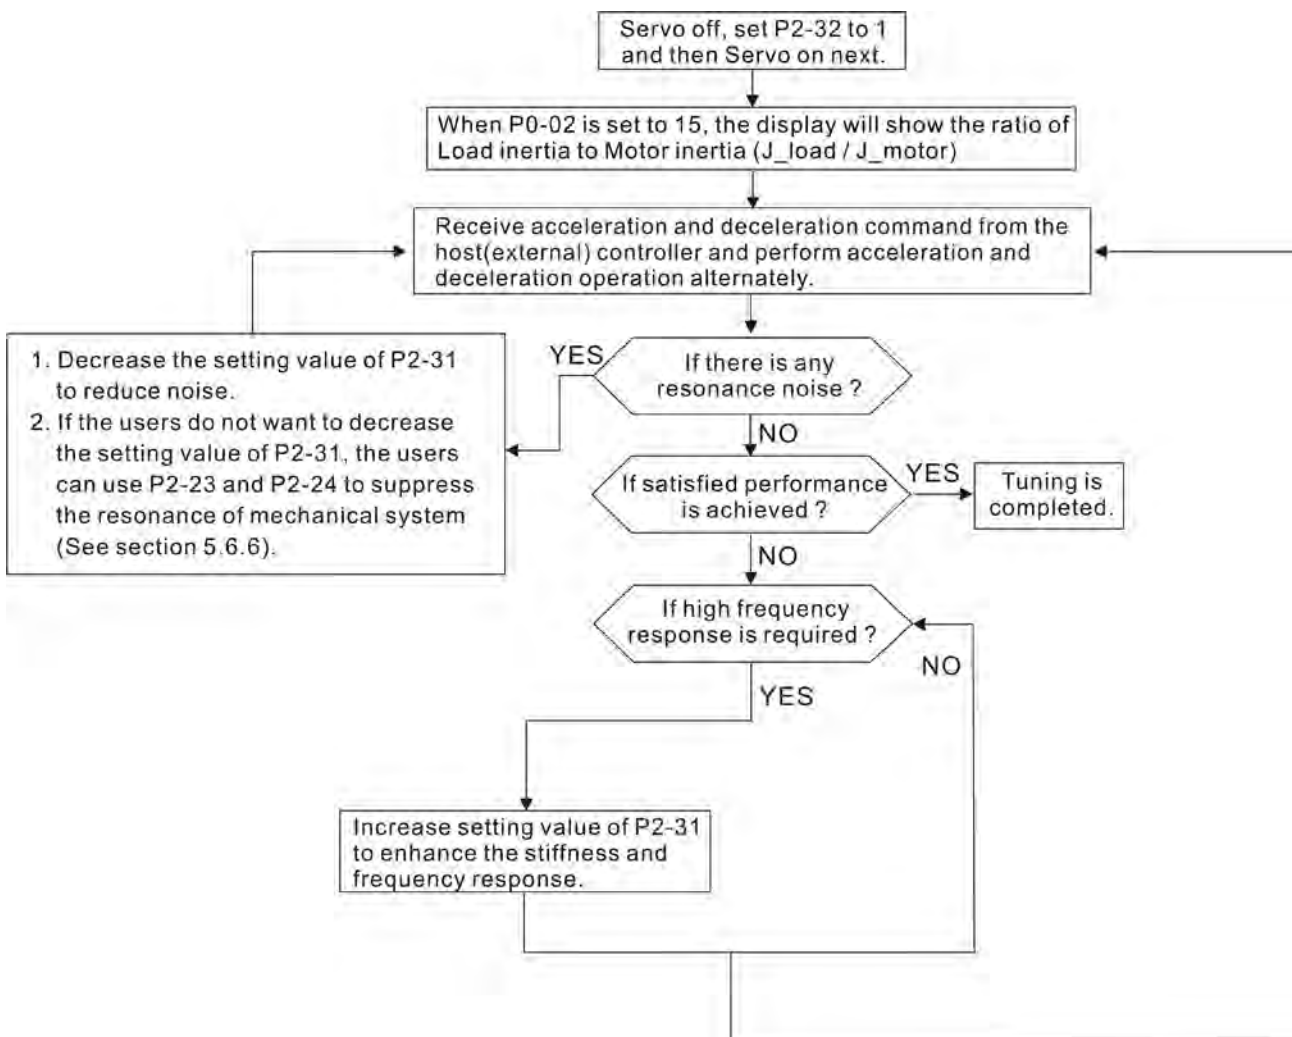 Servo off, set P2-32 to 1
and then Servo on next.
When P0-02 is set to 15, the display will show the ratio of
Load inertia to Motor inertia (J_load / J_motor)
Receive acceleration and deceleration command from the
host(external) controller and perform acceleration and
deceleration operation alternately.
If there is any
resonance noise ?
YES
1. Decrease the setting value of P2-31
to reduce noise.
2. If the users do not want to decrease
the setting value of P2-31, the users
can use P2-23 and P2-24 to suppress
the resonance of mechanical system
(See section 5.6.6).
NO
If satisfied performance
is achieved ?
YES
Tuning is
completed.
NO
If high frequency
response is required ?
NO
YES
Increase setting value of P2-31
to enhance the stiffness and
frequency response.